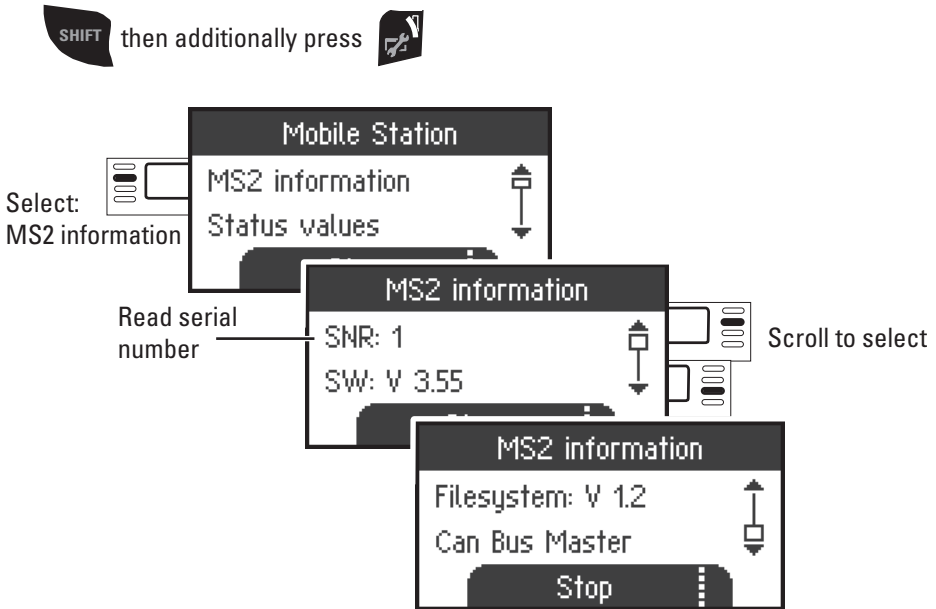 SHIFT then additionally press
Mobile Station
MS2 information
Status values
Select:
MS2 information
MS2 information
SNR: 1
SW: V 3.55
Read serial
number
Scroll to select
MS2 information
Filesystem: V 1.2
Can Bus Master
Stop